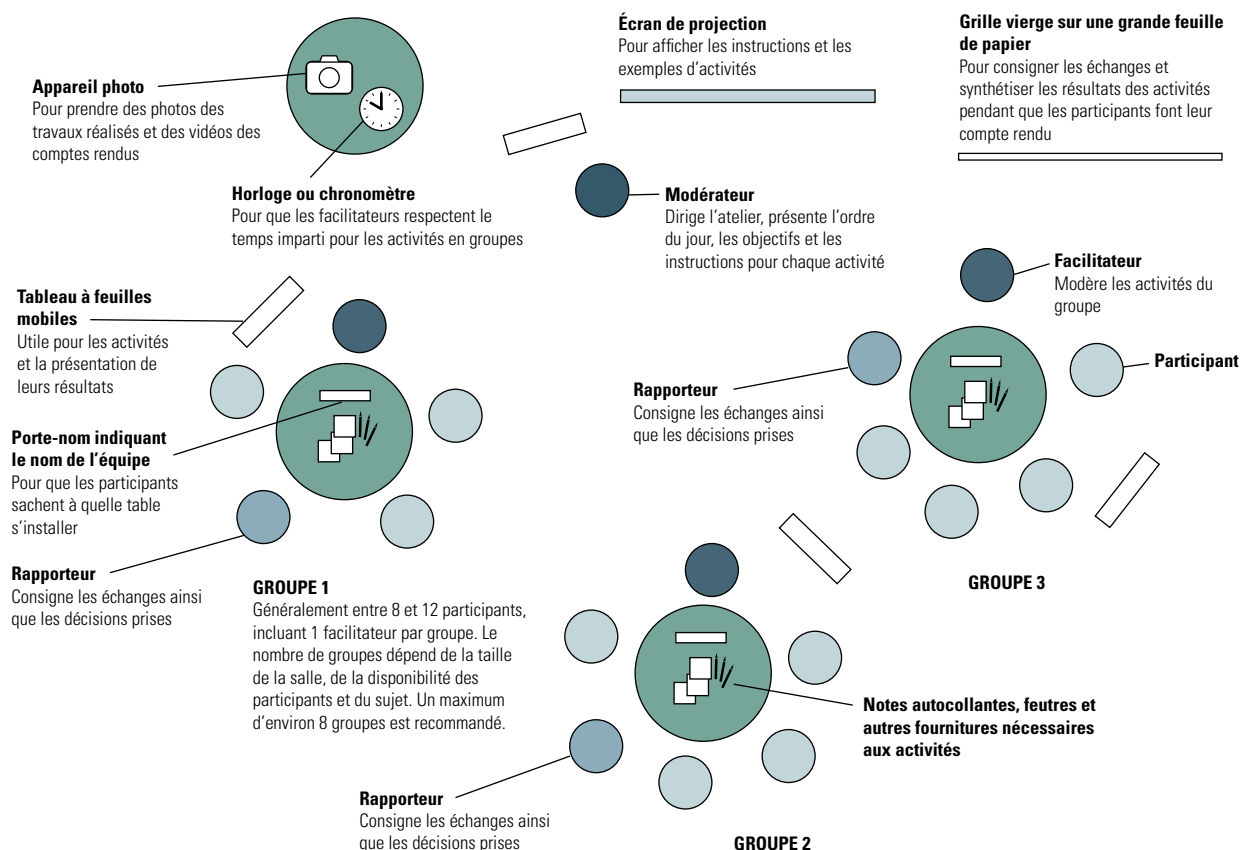 Écran de projection
Pour afficher les instructions et les
exemples d'activités
Grille vierge sur une grande feuille
de papier
Pour consigner les échanges et
synthétiser les résultats des activités
pendant que les participants font leur
compte rendu
Appareil photo
Pour prendre des photos des
travaux réalisés et des vidéos des
comptes rendus
Horloge ou chronomètre
Pour que les facilitateurs respectent le
temps imparti pour les activités en groupes
Modérateur
Dirige l'atelier, présente l'ordre
du jour, les objectifs et les
instructions pour chaque activité
Facilitateur
Modère les activités du
groupe
Tableau à feuilles
mobiles
Utile pour les activités
et la présentation de
leurs résultats
Participant
Rapporteur
Consigne les échanges ainsi
que les décisions prises
Porte-nom indiquant
le nom de l'équipe
Pour que les participants
sachent à quelle table
s'installer
Rapporteur
Consigne les échanges ainsi
que les décisions prises
GROUPE 1
Généralement entre 8 et 12 participants,
incluant 1 facilitateur par groupe. Le
nombre de groupes dépend de la taille
de la salle, de la disponibilité des
participants et du sujet. Un maximum
d'environ 8 groupes est recommandé.
GROUPE 3
Notes autocollantes, feutres et
autres fournitures nécessaires
aux activités
Rapporteur
Consigne les échanges ainsi
que les décisions prises
GROUPE 2